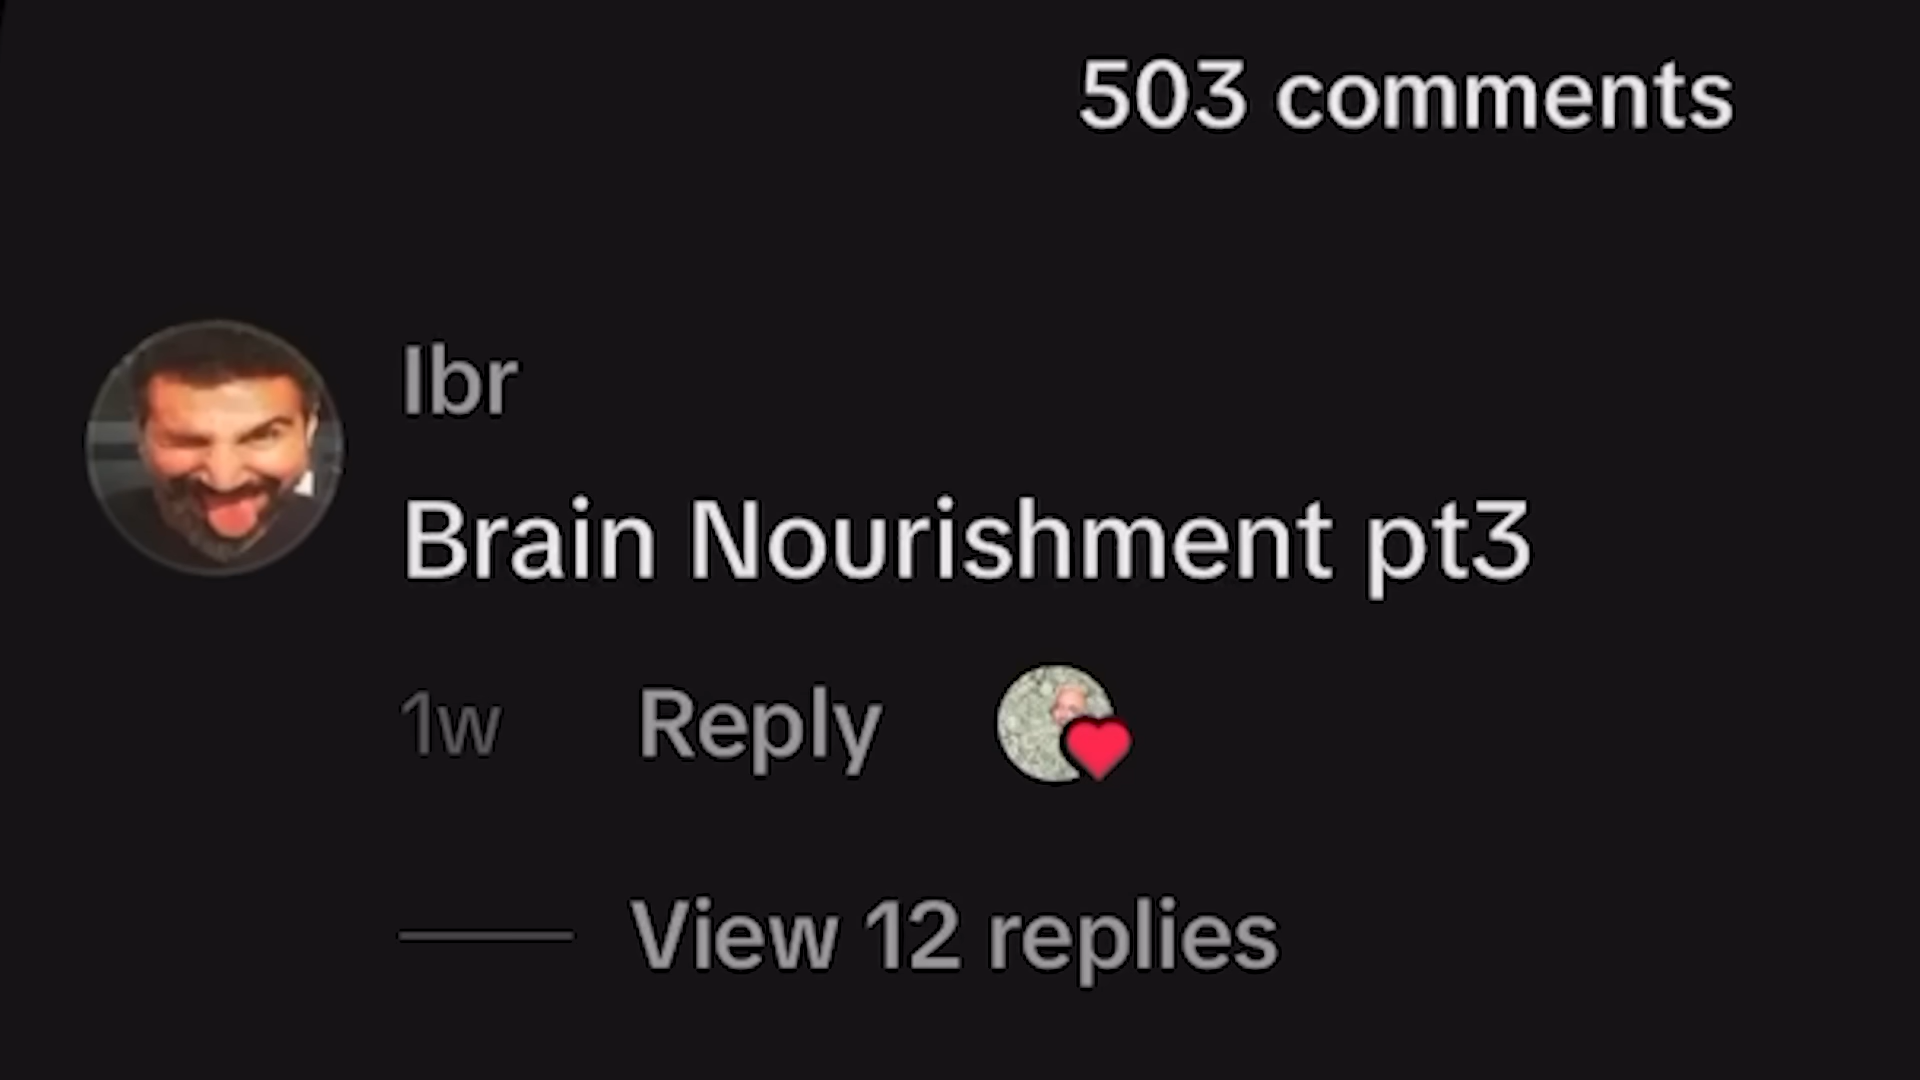 503 comments
Ibr
Brain Nourishment pt3
1w Reply
View 12 replies